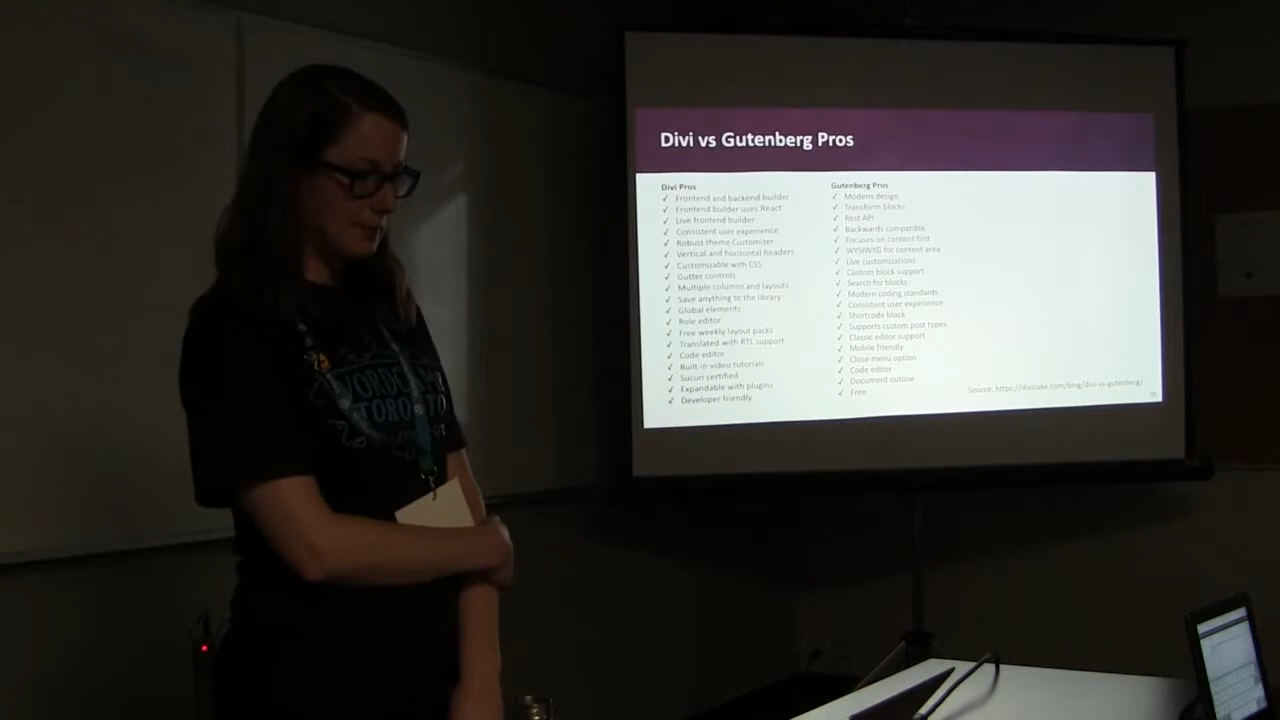 Divi vs Gutenberg Pros
Divi Pros
✓ Frontend and backend builder
✓ Frontend builder uses React
✓ Live frontend builder
✓ Consistent user experience
✓ Robust Theme Customizer
✓ Vertical and horizontal headers
✓ Customizable with CSS
✓ Gutter controls
✓ Multiple columns and layouts
✓ Save anything to the library
✓ Global elements
✓ Role editor
✓ Free weekly layout packs
✓ Translated with RTL support
✓ Code editor
✓ Built-in video tutorials
✓ Sucuri certified
✓ Expandable with plugins
✓ Developer friendly
Gutenberg Pros
✓ Modern design
✓ Transform blocks
✓ Rest API
✓ Backwards compatible
✓ Focuses on content first
✓ WYSIWYG for content area
✓ Live customizations
✓ Custom block support
✓ Search for blocks
✓ Modern coding standards
✓ Consistent user experience
✓ Shortcode block
✓ Supports custom post types
✓ Classic editor support
✓ Mobile friendly
✓ Close menu option
✓ Code editor
✓ Document outline
✓ Free
Source: https://divicake.com/blog/divi-vs-gutenberg/
TORONTO